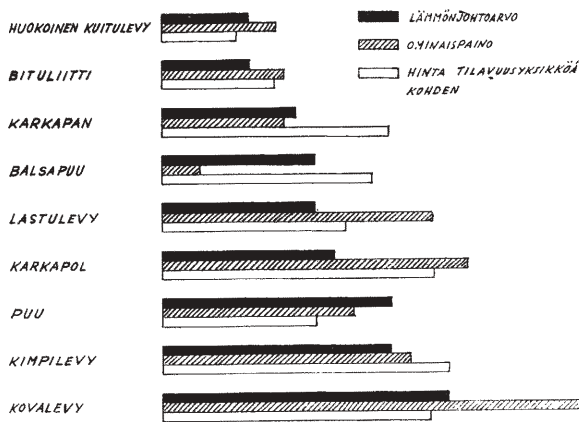 HUOKOINEN KUITULEVY
BITULIITTI
KARKAPAN
BALSAPUU
LASTULEVY
KARKAPOL
PUU
KIMPILEVY
KOVALEVY
LÄMMÖNJOHTOARVO
OMINAISPAINO
HINTA TILAVUUSYKSIKKÖÄ
KOHDEN